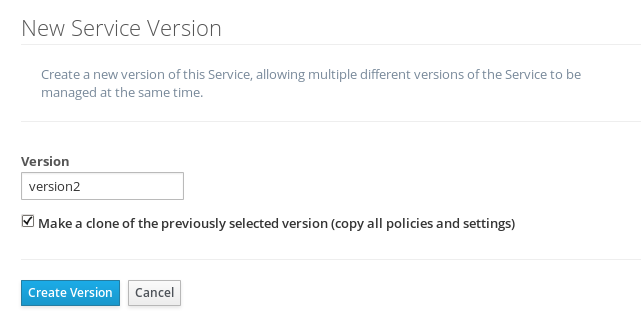 New Service Version
Create a new version of this Service, allowing multiple different versions of the Service to be
managed at the same time.
Version
version2
Make a clone of the previously selected version (copy all policies and settings)
Create Version Cancel